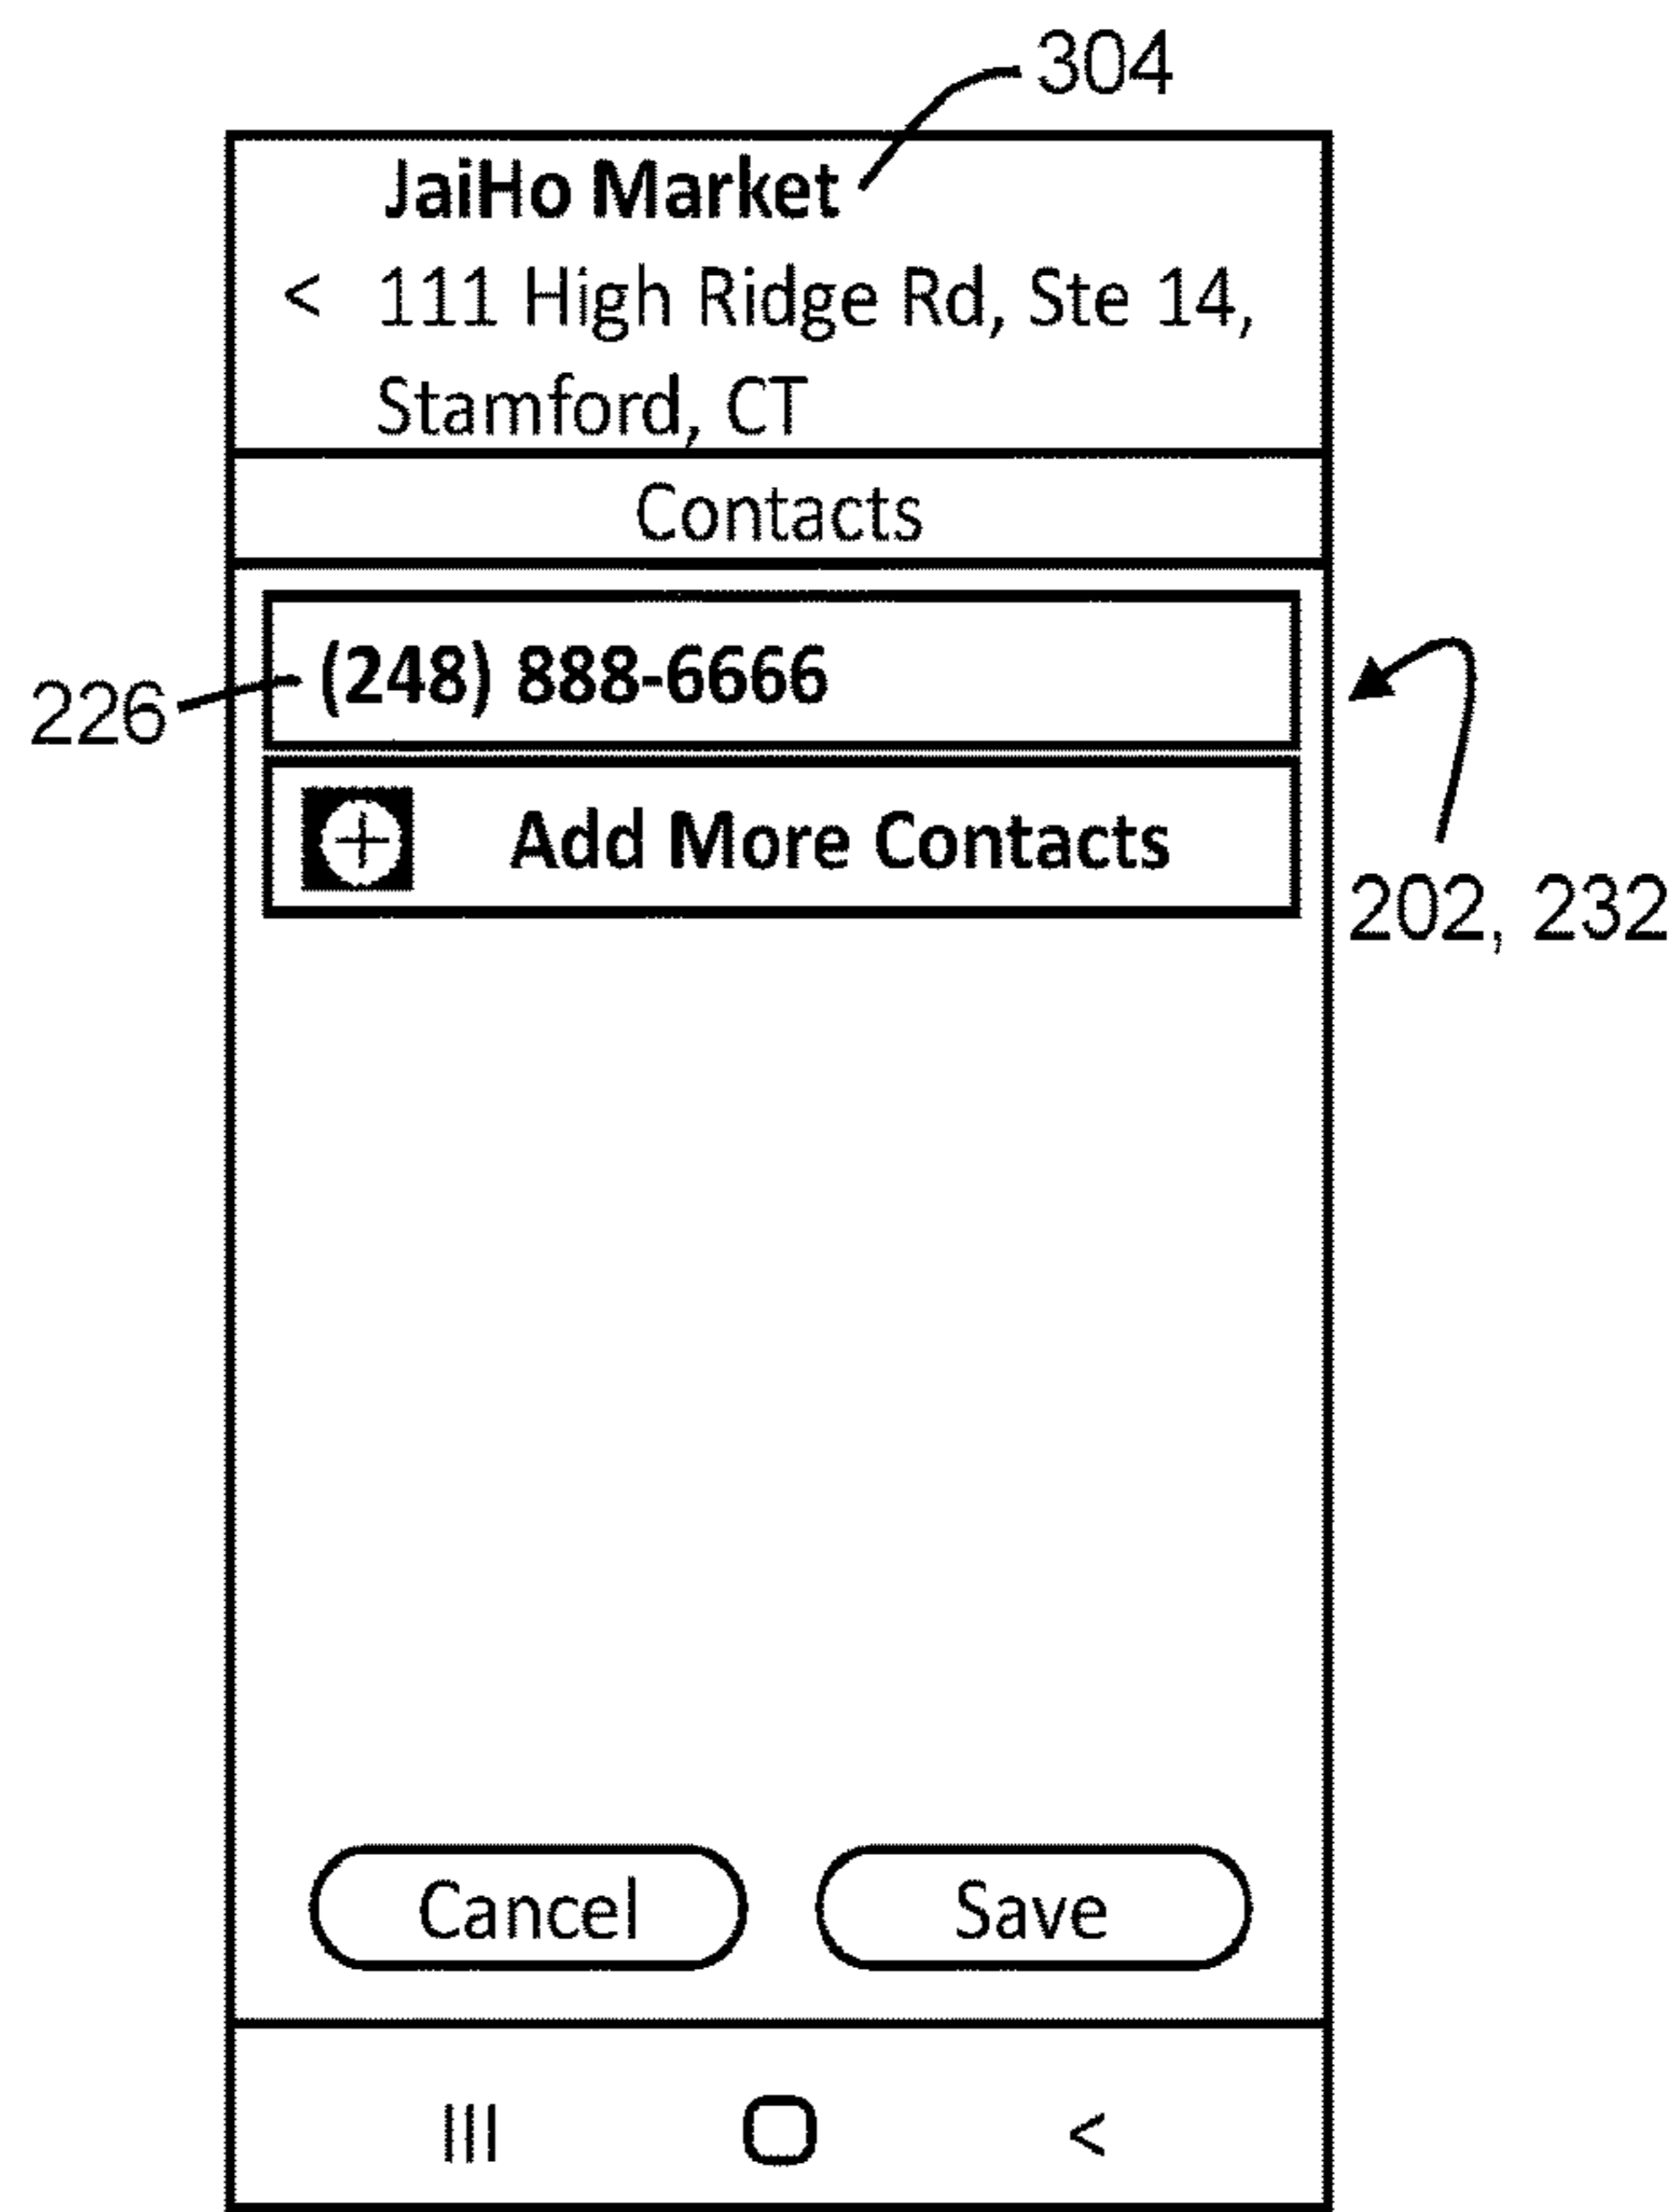 304
JaiHo Market
< 111 High Ridge Rd, Ste 14,
Stamford, CT
Contacts
(248) 888-6666
226
Add More Contacts
202, 232
Cancel
Save